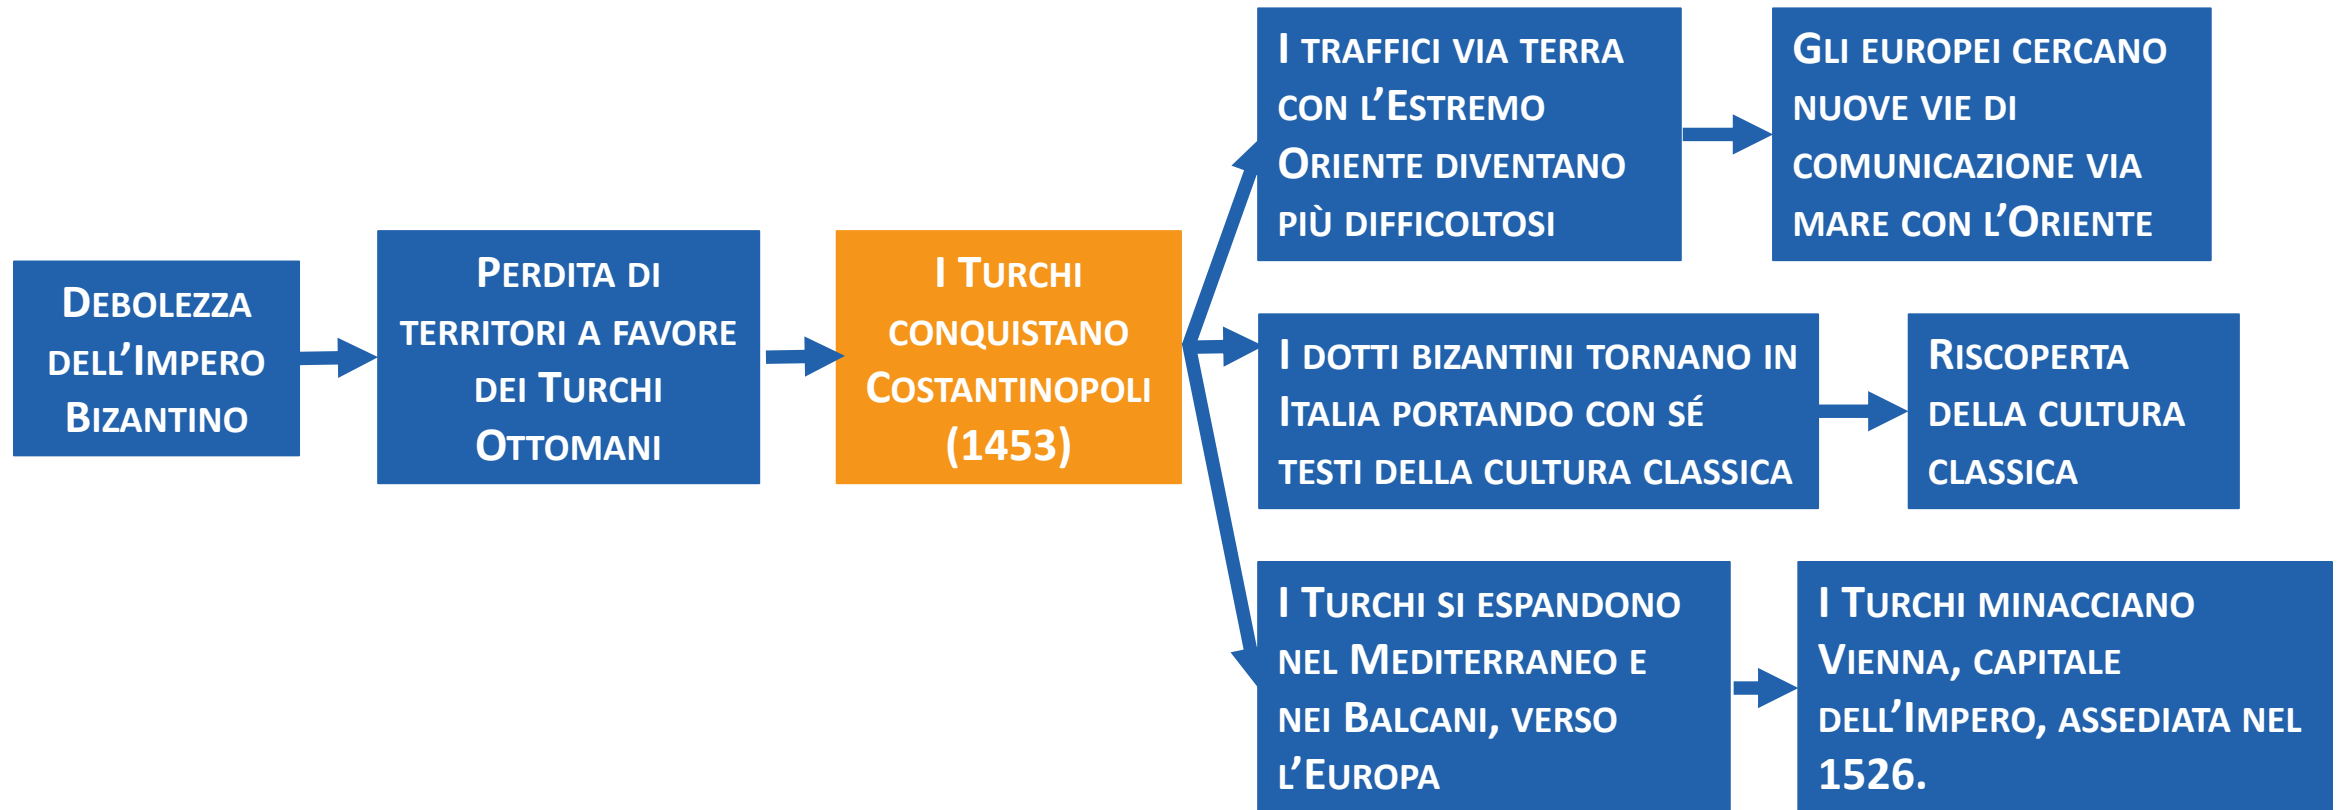 Debolezza
dell'Impero
Bizantino
Perdita di
territori a favore
dei Turchi
Ottomani
I Turchi
conquistano
Costantinopoli
(1453)
I traffici via terra
con l'Estremo
Oriente diventano
più difficoltosi
Gli europei cercano
nuove vie di
comunicazione via
mare con l'Oriente
I dotti bizantini tornano in
Italia portando con sé
testi della cultura classica
Riscoperta
della cultura
classica
I Turchi si espandono
nel Mediterraneo e
nei Balcani, verso
l'Europa
I Turchi minacciano
Vienna, capitale
dell'Impero, assediata nel
1526.